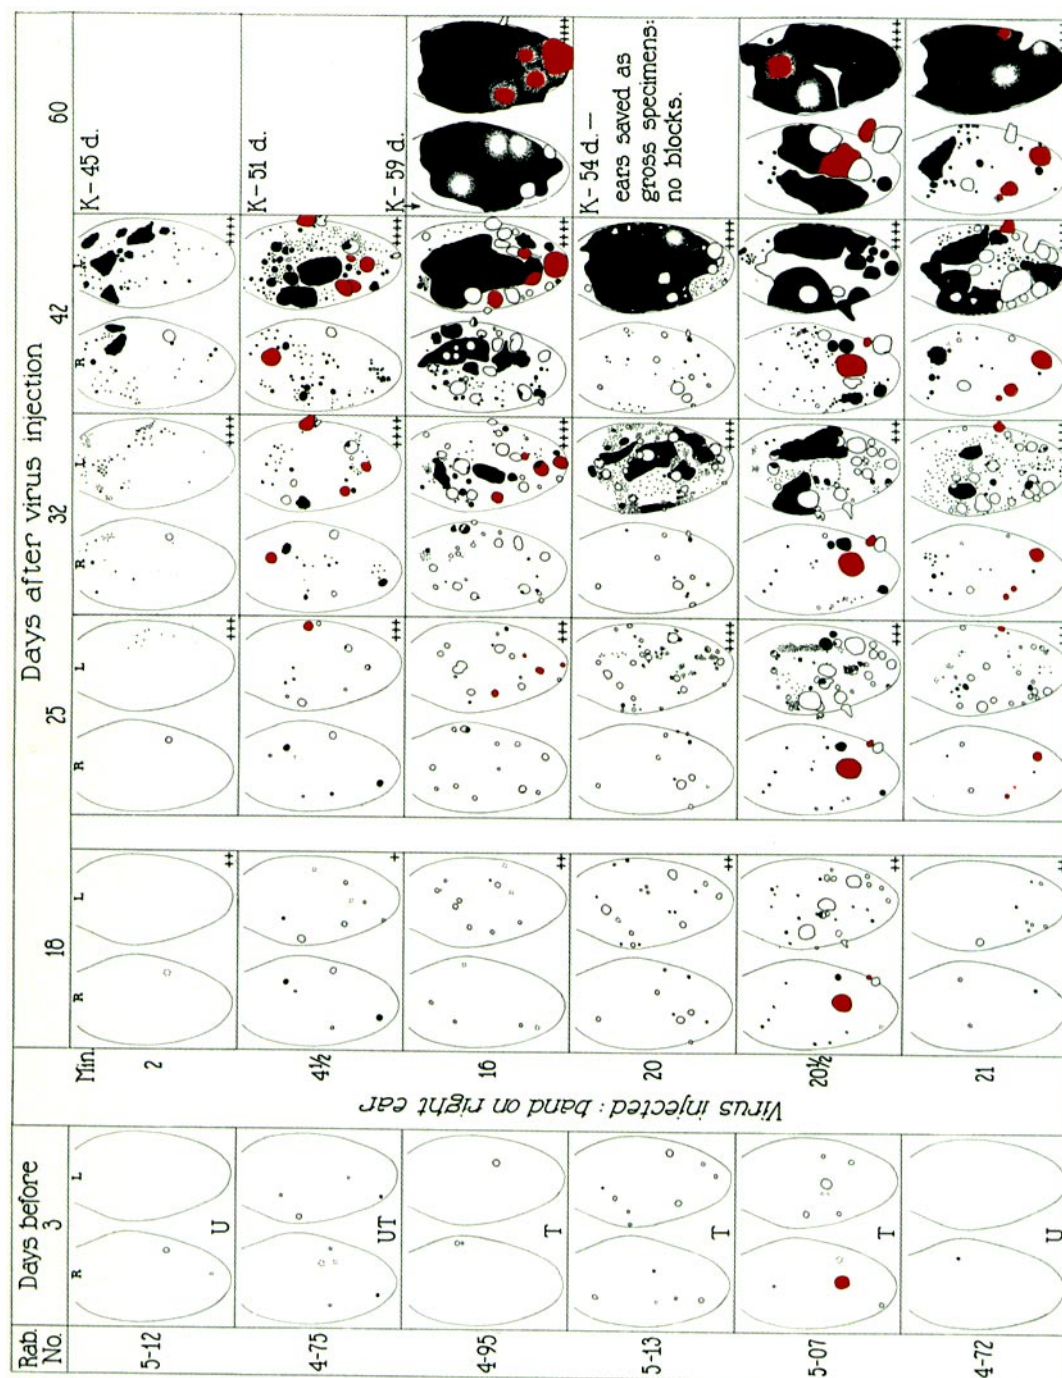 Days after virus injection
Rab. No.
Days before
3
18
25
32
42
60
R L
Min.
R L
R L
R L
R L
Virus injected: band on right ear
5-12
U
2
++
+++
++++
++++
K-45 d.
4-75
UT
4½
+
+++
++++
++++
K-51 d.
4-95
T
16
++
+++
++++
++++
K-59 d.
++++
5-13
T
20
++
++++
++++
++++
K-54 d.—
ears saved as
gross specimens:
no blocks.
5-07
T
20½
++
+++
++++
++++
++++
4-72
U
21
++